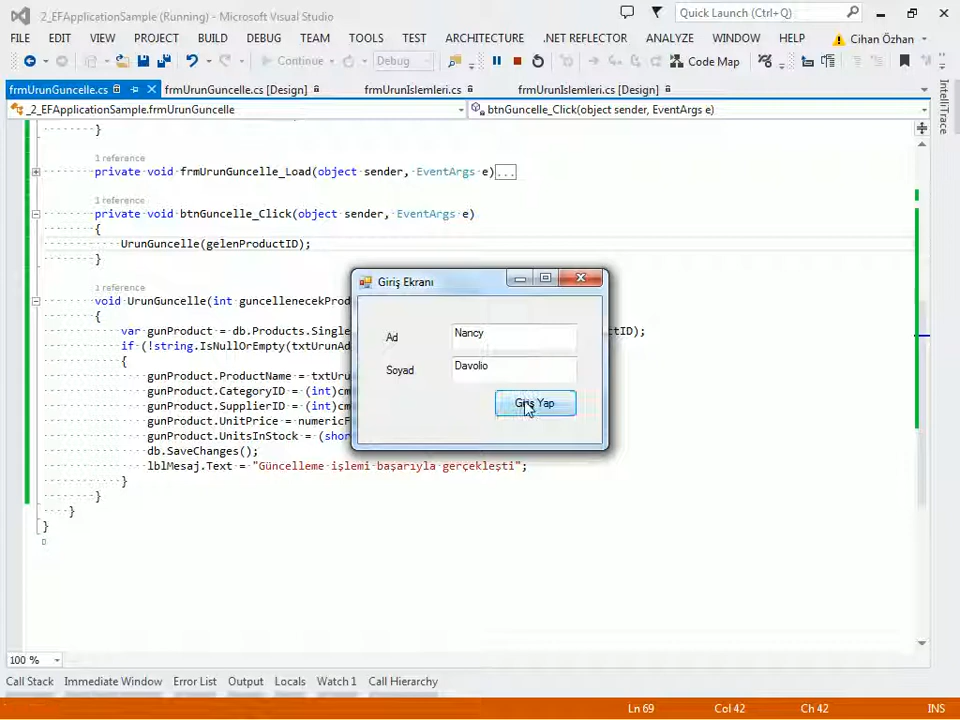 2_EFApplicationSample (Running) - Microsoft Visual Studio
Quick Launch (Ctrl+Q)
FILE EDIT VIEW PROJECT BUILD DEBUG TEAM TOOLS TEST ARCHITECTURE .NET REFLECTOR ANALYZE WINDOW HELP Cihan Özhan
Continue Debug Code Map
frmUrunGuncelle.cs frmUrunGuncelle.cs [Design] frmUrunIslemleri.cs frmUrunIslemleri.cs [Design]
_2_EFApplicationSample.frmUrunGuncelle btnGuncelle_Click(object sender, EventArgs e)
IntelliTrace
}
1 reference
private void frmUrunGuncelle_Load(object sender, EventArgs e)...
1 reference
private void btnGuncelle_Click(object sender, EventArgs e)
{
UrunGuncelle(gelenProductID);
}
1 reference
void UrunGuncelle(int guncellenecekPro
{
var gunProduct = db.Products.Single
tID);
if (!string.IsNullOrEmpty(txtUrunAd
{
gunProduct.ProductName = txtUru
gunProduct.CategoryID = (int)cm
gunProduct.SupplierID = (int)cm
gunProduct.UnitPrice = numericF
gunProduct.UnitsInStock = (shor
db.SaveChanges();
lblMesaj.Text = "Güncelleme işlemi başarıyla gerçekleşti";
}
}
}
}
Giriş Ekranı
Ad Nancy
Soyad Davolio
Giriş Yap
100 %
Call Stack Immediate Window Error List Output Locals Watch 1 Call Hierarchy
Ln 69 Col 42 Ch 42 INS